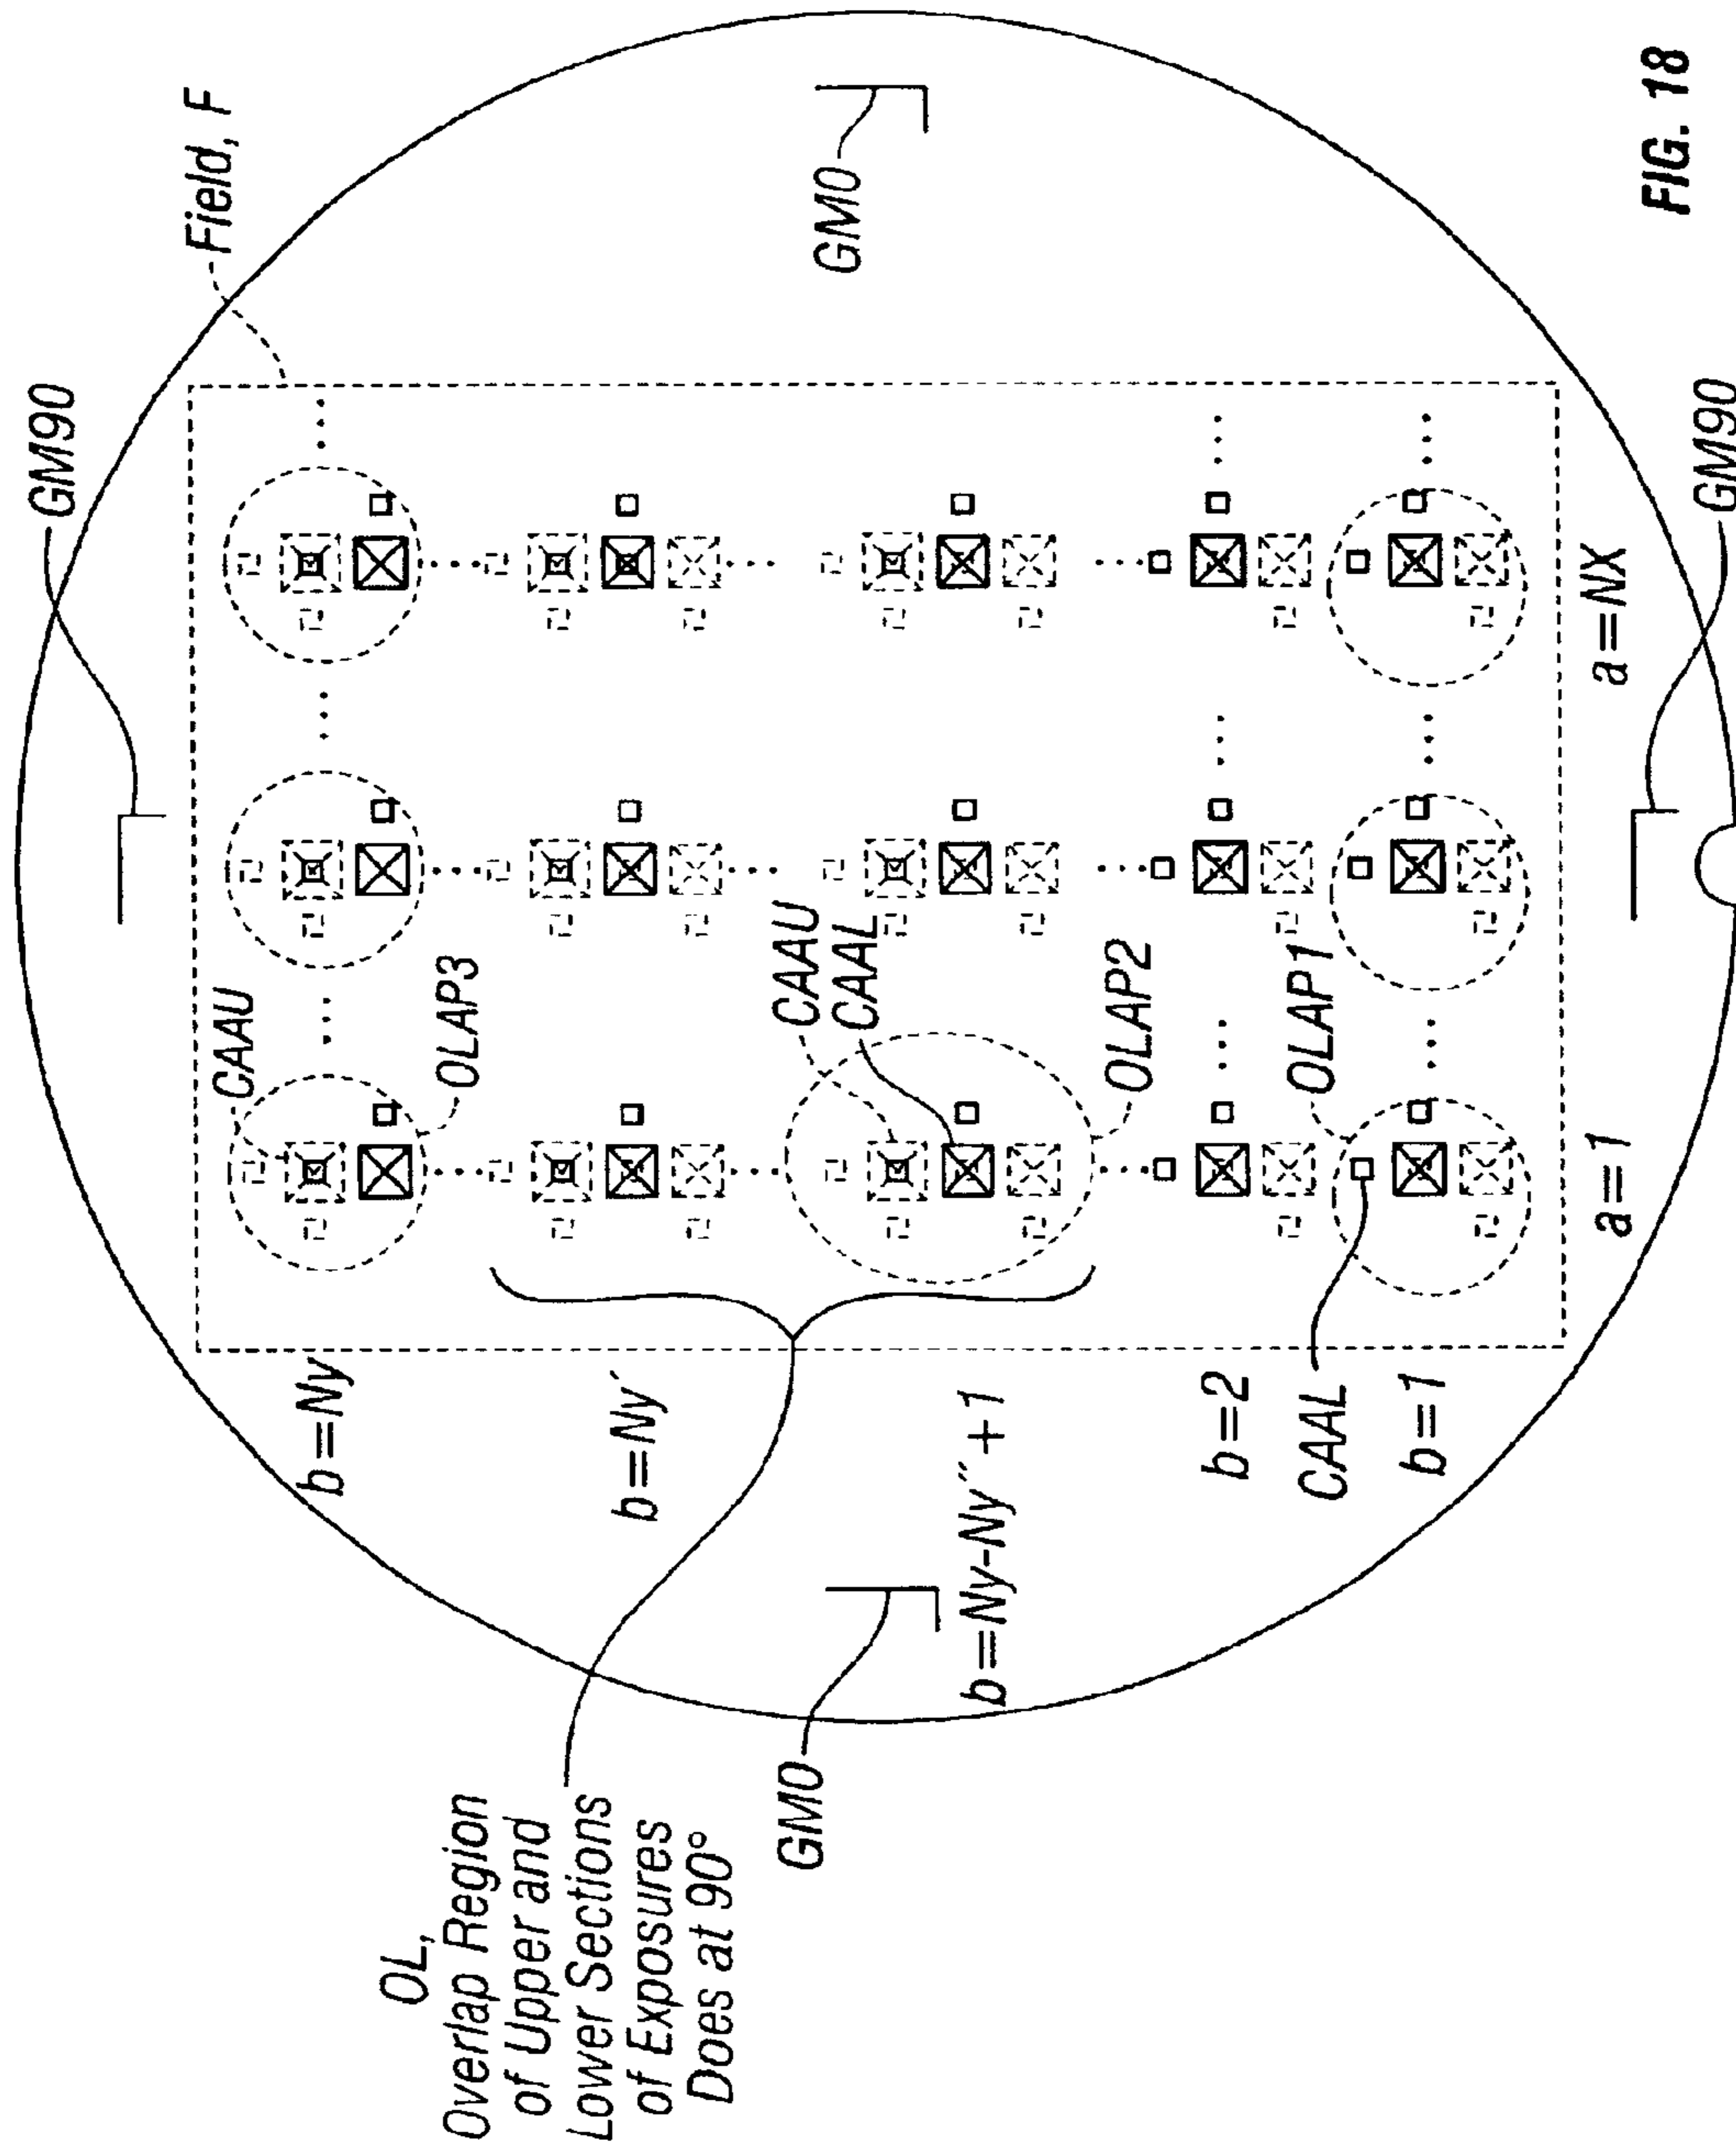 GM90
Field, F
CAAU
OLAP3
b=Ny
b=Ny′
OL,
Overlap Region
of Upper and
Lower Sections
of Exposures
Does at 90°
GM0
GM0
CAAU
CAAL
b=Ny-Ny″+1
OLAP2
b=2
OLAP1
CAAL
b=1
a=1
a=NX
GM90
FIG. 18